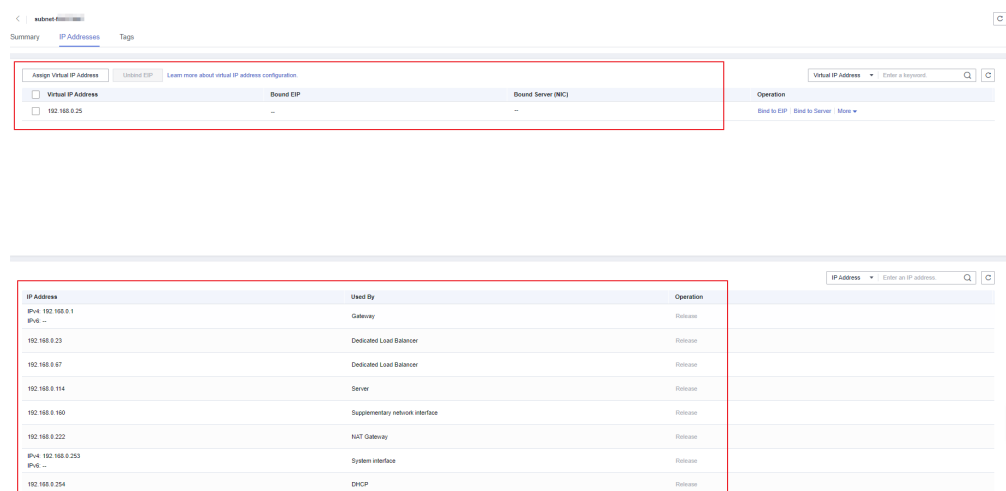 subnet-
Summary IP Addresses Tags
Assign Virtual IP Address Unbind EIP Learn more about virtual IP address configuration. Virtual IP Address Enter a keyword.
Virtual IP Address Bound EIP Bound Server (NIC) Operation
192.168.0.25 -- -- Bind to EIP Bind to Server More
IP Address Enter an IP address.
IP Address Used By Operation
IPv4: 192.168.0.1
IPv6: --
Gateway Release
192.168.0.23 Dedicated Load Balancer Release
192.168.0.67 Dedicated Load Balancer Release
192.168.0.114 Server Release
192.168.0.160 Supplementary network interface Release
192.168.0.222 NAT Gateway Release
IPv4: 192.168.0.253
IPv6: --
System interface Release
192.168.0.254 DHCP Release